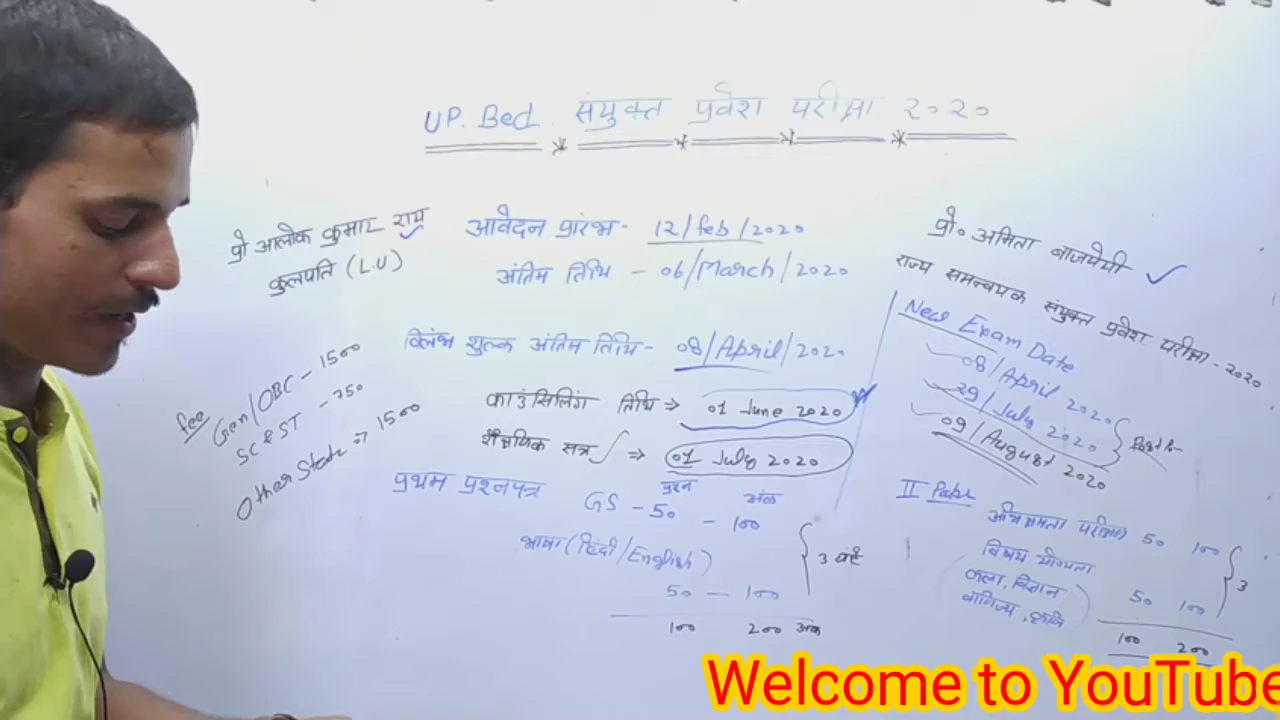 UP. Bed. संयुक्त प्रवेश परीक्षा २०२०
प्रो आलोक कुमार राय
कुलपति (L.U)
fee
Gen/OBC - 1500
SC & ST - 750
Other State => 1500
आवेदन प्रारंभ - 12/feb/2020
अंतिम तिथि - 06/March/2020
विलंभ शुल्क अंतिम तिथि - 08/April/2020
काउंसिलिंग तिथि => 01 June 2020
शैक्षणिक सत्र => 01 July 2020
प्रथम प्रश्नपत्र
प्रश्न अंक
GS - 50 - 100
भाषा (हिंदी/English)
50 - 100
3 घंटे
100 200 अंक
प्रो० अमिता बाजपेयी
राज्य समन्वयक संयुक्त प्रवेश परीक्षा - 2020
New Exam Date
08/April 2020
29/July 2020
09/August 2020
II Paper
अभिक्षमता परीक्षा 50 100
विषय योग्यता
(कला, विज्ञान
वाणिज्य, कृषि) 50 100
3
100 200
Welcome to YouTube